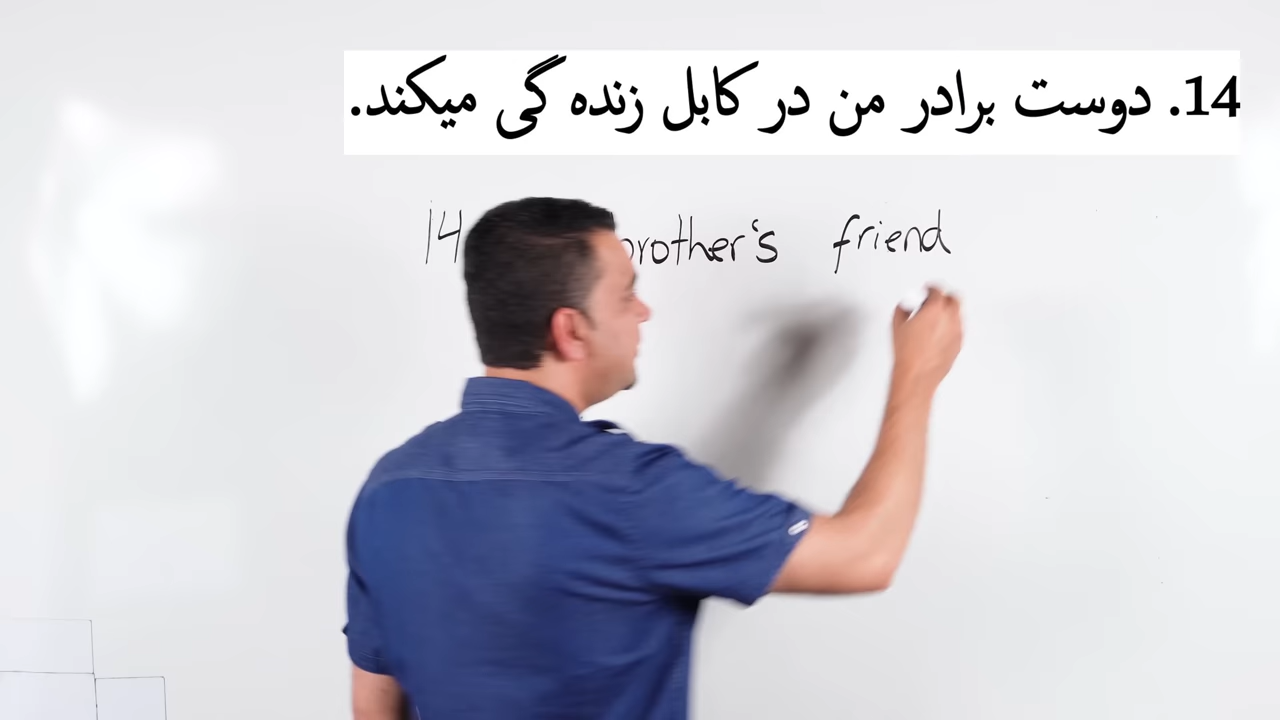 14. دوست برادر من در کابل زنده گی میکند.
14 brother's friend